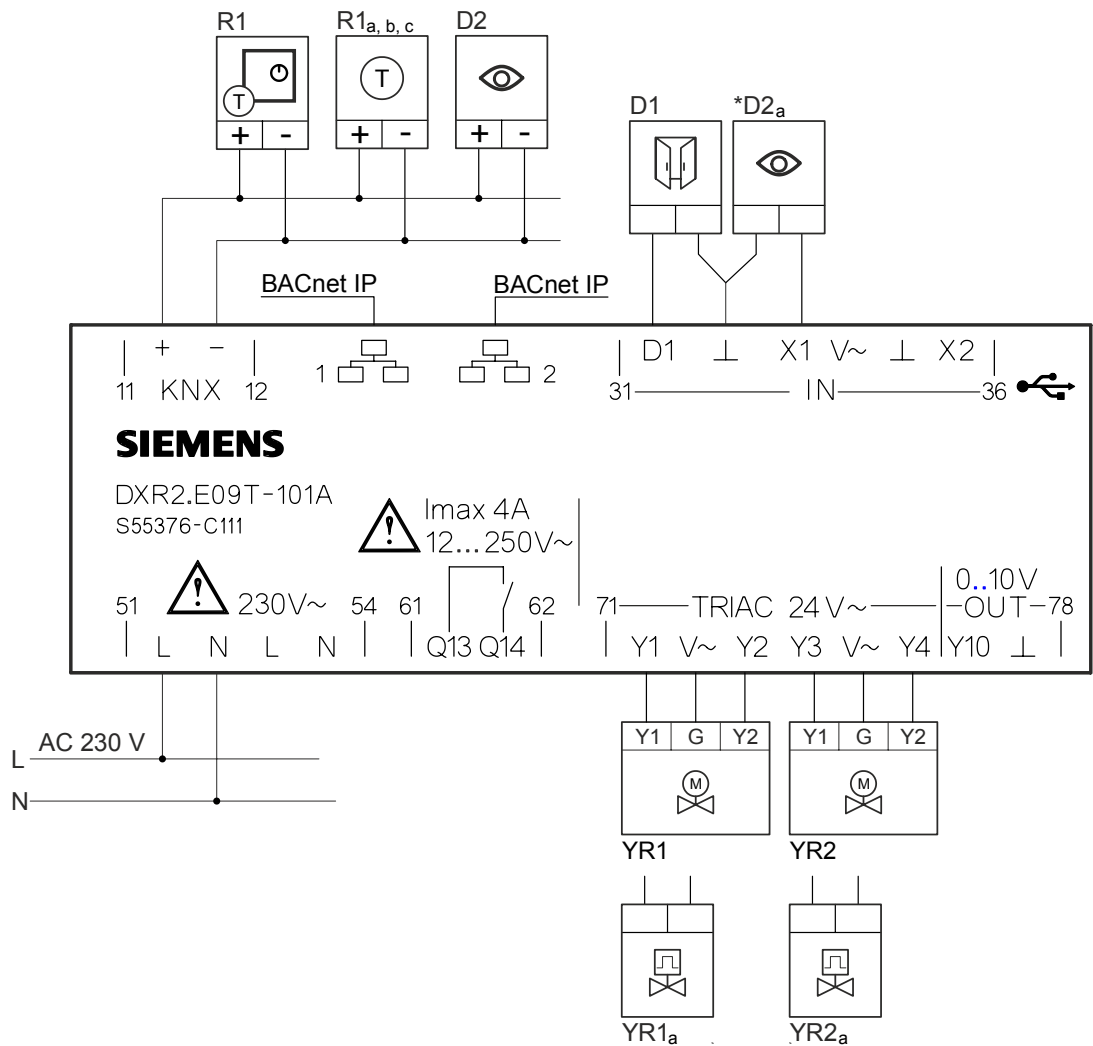 R1 R1a, b, c D2
D1 *D2a
T T
+ - + - + -
BACnet IP BACnet IP
+ − D1 ⊥ X1 V~ ⊥ X2
11 KNX 12 1 2 31 IN 36
SIEMENS
DXR2.E09T-101A
S55376-C111
! Imax 4A
12...250V~
0..10V
51 ! 230V~ 54 61 62 71 TRIAC 24V~ OUT 78
L N L N Q13 Q14 Y1 V~ Y2 Y3 V~ Y4 Y10 ⊥
L AC 230 V
N
Y1 G Y2 Y1 G Y2
M M
YR1 YR2
YR1a YR2a